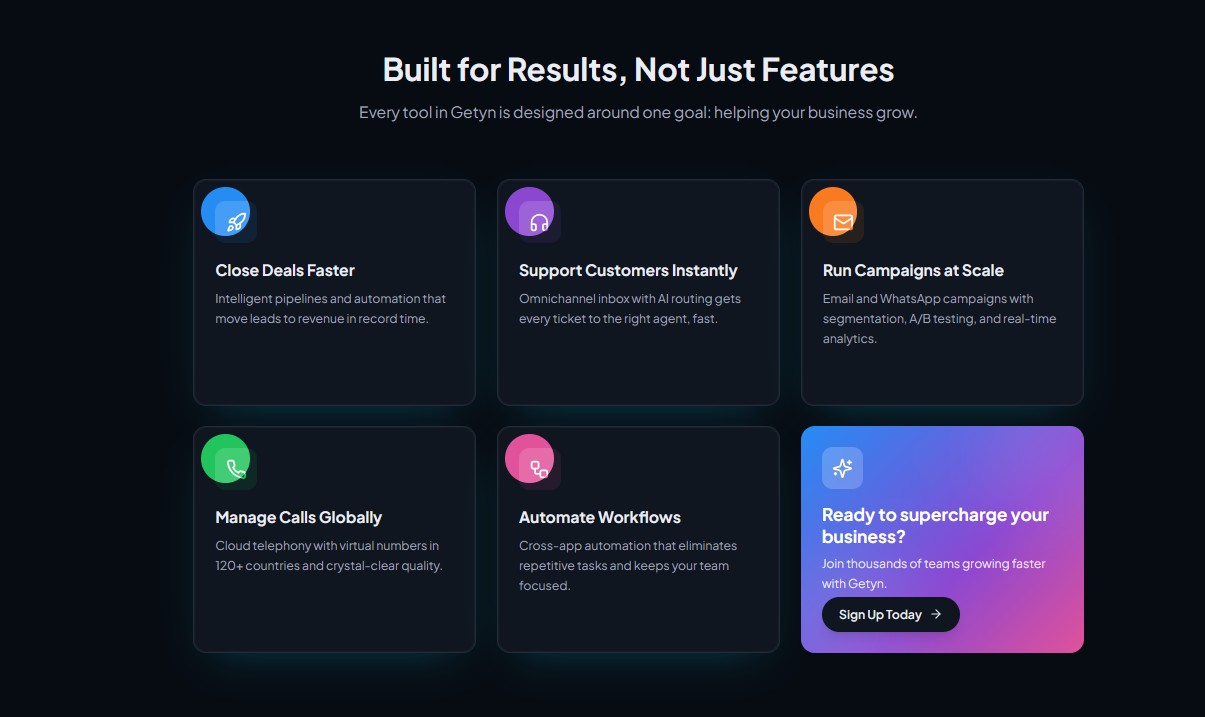 Built for Results, Not Just Features
Every tool in Getyn is designed around one goal: helping your business grow.
Close Deals Faster
Intelligent pipelines and automation that
move leads to revenue in record time.
Support Customers Instantly
Omnichannel inbox with AI routing gets
every ticket to the right agent, fast.
Run Campaigns at Scale
Email and WhatsApp campaigns with
segmentation, A/B testing, and real-time
analytics.
Manage Calls Globally
Cloud telephony with virtual numbers in
120+ countries and crystal-clear quality.
Automate Workflows
Cross-app automation that eliminates
repetitive tasks and keeps your team
focused.
Ready to supercharge your
business?
Join thousands of teams growing faster
with Getyn.
Sign Up Today